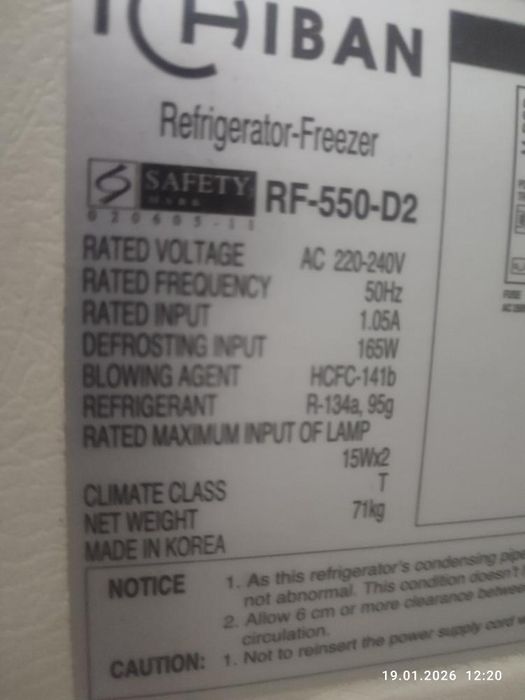 ICHIBAN
Refrigerator-Freezer
SAFETY
MARK
020605-11
RF-550-D2
RATED VOLTAGE AC 220-240V
RATED FREQUENCY 50Hz
RATED INPUT 1.05A
DEFROSTING INPUT 165W
BLOWING AGENT HCFC-141b
REFRIGERANT R-134a, 95g
RATED MAXIMUM INPUT OF LAMP
15Wx2
CLIMATE CLASS T
NET WEIGHT 71kg
MADE IN KOREA
NOTICE 1. As this refrigerator's condensing
not abnormal. This condition doesn't
2. Allow 6 cm or more clearance
circulation.
CAUTION: 1. Not to reinsert the power supply cord
19.01.2026 12:20